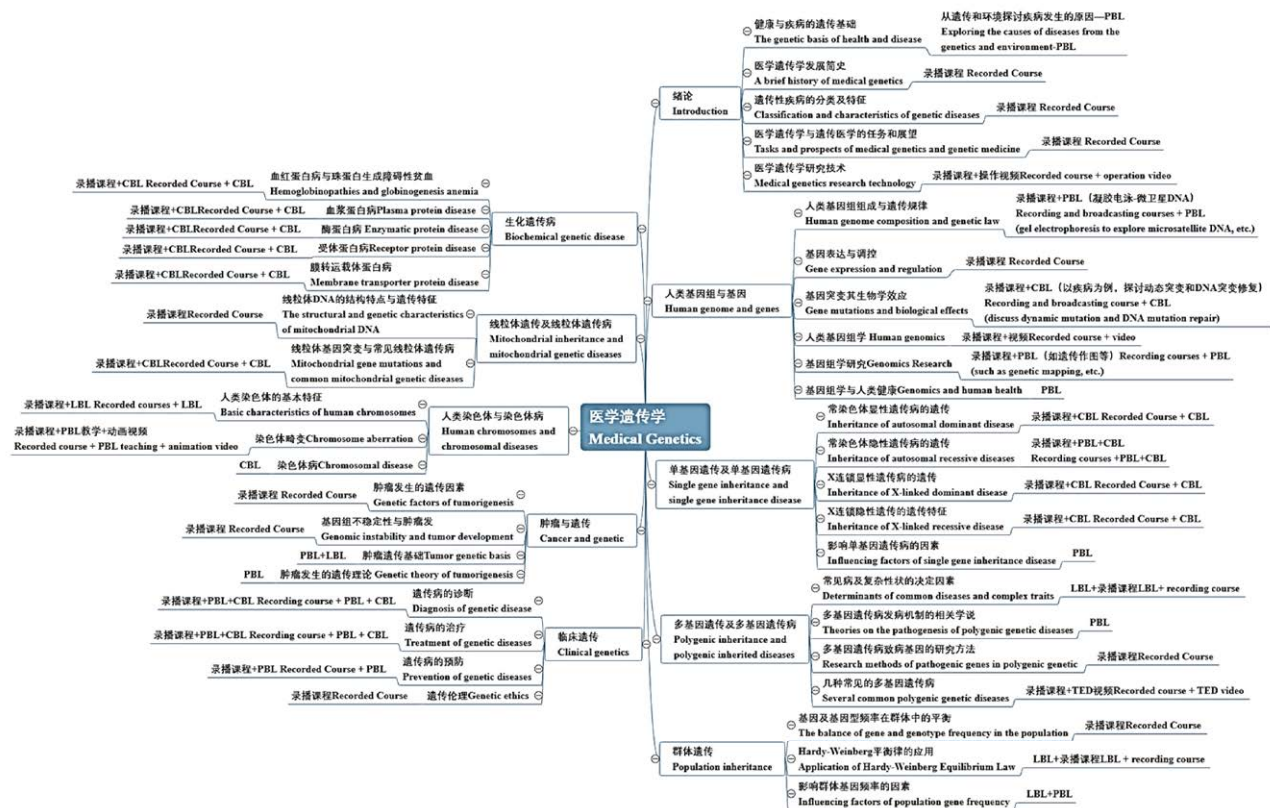 医学遗传学
Medical Genetics
绪论
Introduction
健康与疾病的遗传基础
The genetic basis of health and disease
从遗传和环境探讨疾病发生的原因—PBL
Exploring the causes of diseases from the
genetics and environment-PBL
医学遗传学发展简史
A brief history of medical genetics
录播课程 Recorded Course
遗传性疾病的分类及特征
Classification and characteristics of genetic diseases
录播课程 Recorded Course
医学遗传学与遗传医学的任务和展望
Tasks and prospects of medical genetics and genetic medicine
录播课程 Recorded Course
医学遗传学研究技术
Medical genetics research technology
录播课程+操作视频Recorded course + operation video
人类基因组与基因
Human genome and genes
人类基因组组成与遗传规律
Human genome composition and genetic law
录播课程+PBL（凝胶电泳-微卫星DNA）
Recording and broadcasting courses + PBL
(gel electrophoresis to explore microsatellite DNA, etc.)
基因表达与调控
Gene expression and regulation
录播课程 Recorded Course
基因突变其生物学效应
Gene mutations and biological effects
录播课程+CBL（以疾病为例，探讨动态突变和DNA突变修复）
Recording and broadcasting course + CBL
(discuss dynamic mutation and DNA mutation repair)
人类基因组学 Human genomics
录播课程+视频Recorded course + video
基因组学研究Genomics Research
录播课程+PBL（如遗传作图等）Recording courses + PBL
(such as genetic mapping, etc.)
基因组学与人类健康Genomics and human health
PBL
单基因遗传及单基因遗传病
Single gene inheritance and
single gene inheritance disease
常染色体显性遗传病的遗传
Inheritance of autosomal dominant disease
录播课程+CBL Recorded Course + CBL
常染色体隐性遗传病的遗传
Inheritance of autosomal recessive diseases
录播课程+PBL+CBL
Recording courses +PBL+CBL
X连锁显性遗传病的遗传
Inheritance of X-linked dominant disease
录播课程+CBL Recorded Course + CBL
X连锁隐性遗传的遗传特征
Inheritance of X-linked recessive disease
录播课程+CBL Recorded Course + CBL
影响单基因遗传病的因素
Influencing factors of single gene inheritance disease
PBL
多基因遗传及多基因遗传病
Polygenic inheritance and
polygenic inherited diseases
常见病及复杂性状的决定因素
Determinants of common diseases and complex traits
LBL+录播课程LBL+ recording course
多基因遗传病发病机制的相关学说
Theories on the pathogenesis of polygenic genetic diseases
PBL
多基因遗传病致病基因的研究方法
Research methods of pathogenic genes in polygenic genetic
录播课程Recorded Course
几种常见的多基因遗传病
Several common polygenic genetic diseases
录播课程+TED视频Recorded course + TED video
群体遗传
Population inheritance
基因及基因型频率在群体中的平衡
The balance of gene and genotype frequency in the population
录播课程Recorded Course
Hardy-Weinberg平衡律的应用
Application of Hardy-Weinberg Equilibrium Law
LBL+录播课程LBL + recording course
影响群体基因频率的因素
Influencing factors of population gene frequency
LBL+PBL
生化遗传病
Biochemical genetic disease
血红蛋白病与珠蛋白生成障碍性贫血
Hemoglobinopathies and globinogenesis anemia
录播课程+CBL Recorded Course + CBL
血浆蛋白病Plasma protein disease
录播课程+CBLRecorded Course + CBL
酶蛋白病 Enzymatic protein disease
录播课程+CBLRecorded Course + CBL
受体蛋白病Receptor protein disease
录播课程+CBLRecorded Course + CBL
膜转运载体蛋白病
Membrane transporter protein disease
录播课程+CBLRecorded Course + CBL
线粒体遗传及线粒体遗传病
Mitochondrial inheritance and
mitochondrial genetic diseases
线粒体DNA的结构特点与遗传特征
The structural and genetic characteristics
of mitochondrial DNA
录播课程Recorded Course
线粒体基因突变与常见线粒体遗传病
Mitochondrial gene mutations and
common mitochondrial genetic diseases
录播课程+CBLRecorded Course + CBL
人类染色体与染色体病
Human chromosomes and
chromosomal diseases
人类染色体的基本特征
Basic characteristics of human chromosomes
录播课程+LBL Recorded courses + LBL
染色体畸变Chromosome aberration
录播课程+PBL教学+动画视频
Recorded course + PBL teaching + animation video
染色体病Chromosomal disease
CBL
肿瘤与遗传
Cancer and genetic
肿瘤发生的遗传因素
Genetic factors of tumorigenesis
录播课程 Recorded Course
基因组不稳定性与肿瘤发
Genomic instability and tumor development
录播课程 Recorded Course
肿瘤遗传基础Tumor genetic basis
PBL+LBL
肿瘤发生的遗传理论 Genetic theory of tumorigenesis
PBL
临床遗传
Clinical genetics
遗传病的诊断
Diagnosis of genetic disease
录播课程+PBL+CBL Recording course + PBL + CBL
遗传病的治疗
Treatment of genetic diseases
录播课程+PBL+CBL Recording course + PBL + CBL
遗传病的预防
Prevention of genetic diseases
录播课程+PBL Recorded Course + PBL
遗传伦理Genetic ethics
录播课程Recorded Course